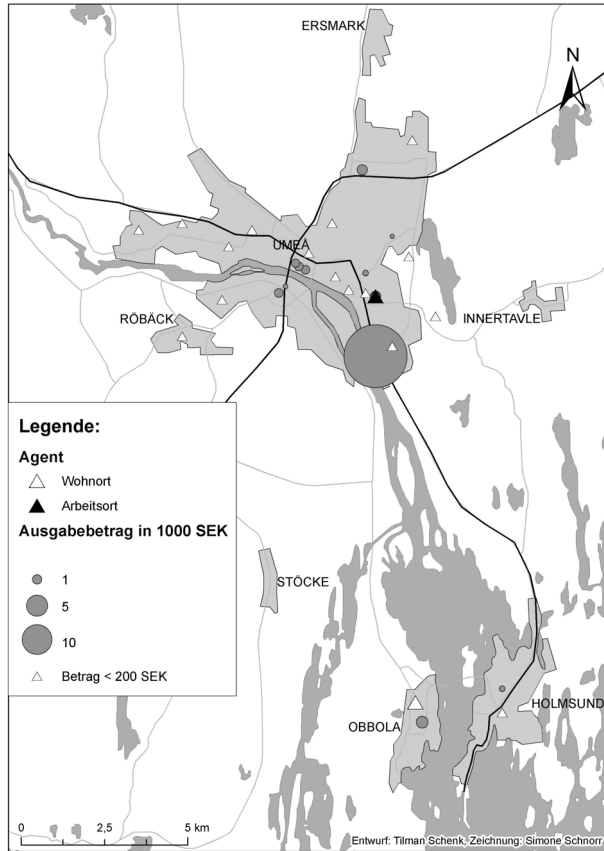 ERSMARK
N
UMEÅ
RÖBÄCK
INNERTAVLE
Legende:
Agent
Wohnort
Arbeitsort
Ausgabebetrag in 1000 SEK
1
5
10
Betrag < 200 SEK
STÖCKE
OBBOLA
HOLMSUND
0 2,5 5 km
Entwurf: Tilman Schenk, Zeichnung: Simone Schnorr